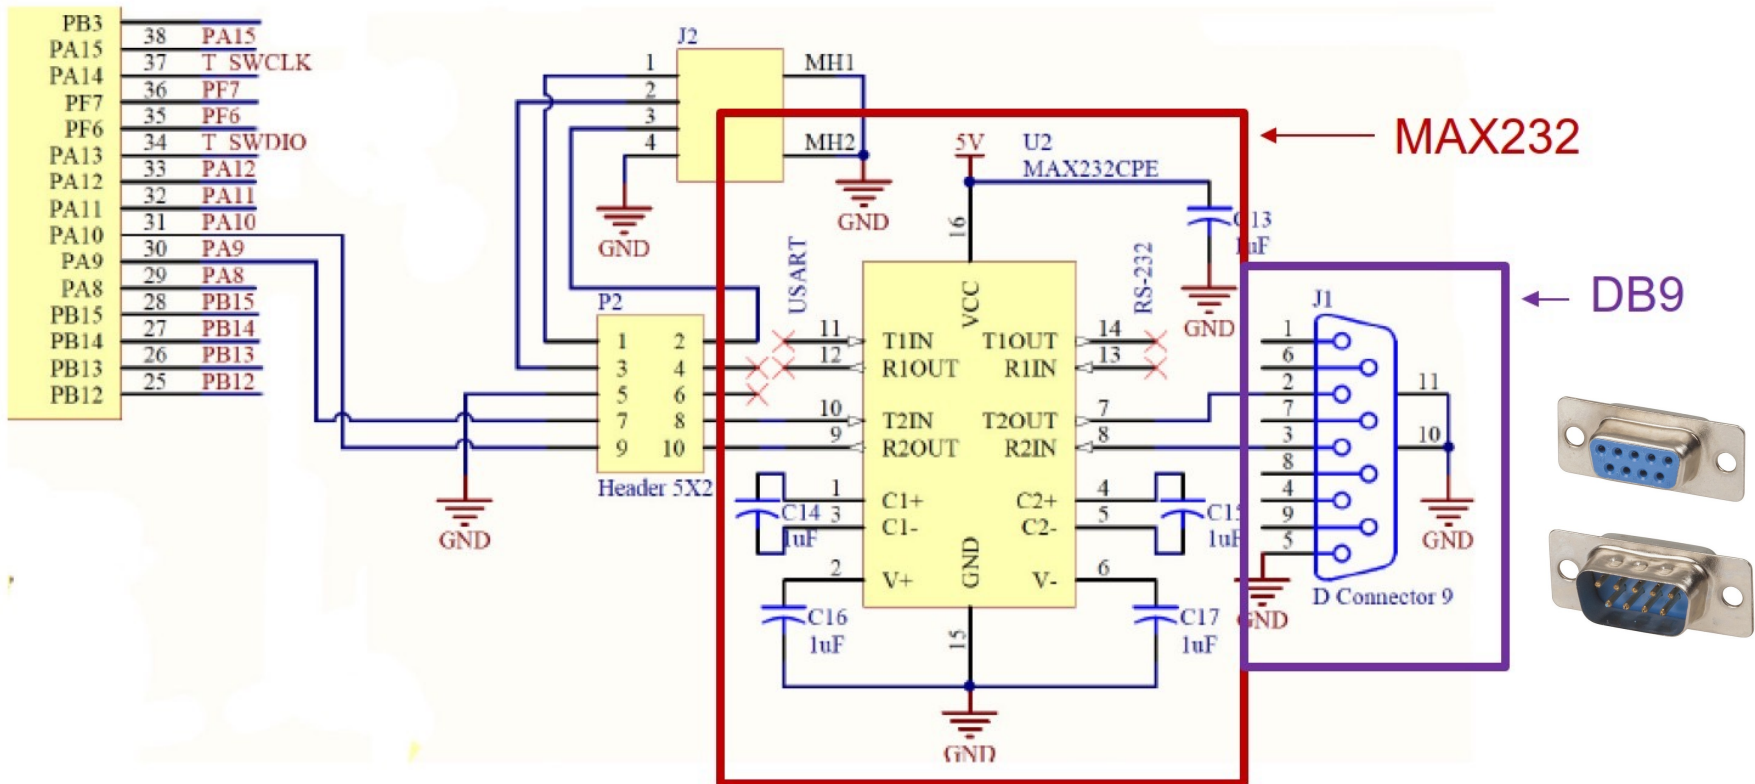 PB3
PA15 38 PA15
PA14 37 T SWCLK
PF7 36 PF7
PF6 35 PF6
PA13 34 T SWDIO
PA12 33 PA12
PA11 32 PA11
PA10 31 PA10
PA9 30 PA9
PA8 29 PA8
PB15 28 PB15
PB14 27 PB14
PB13 26 PB13
PB12 25 PB12
J2
1 MH1
2
3
4 MH2
GND
GND
P2
1 2
3 4
5 6
7 8
9 10
Header 5X2
GND
MAX232
5V
U2
MAX232CPE
16
C13
1uF
GND
USART
RS-232
VCC
11 T1IN T1OUT 14
12 R1OUT R1IN 13
10 T2IN T2OUT 7
9 R2OUT R2IN 8
1 C1+ C2+ 4
3 C1- C2- 5
2 V+ V- 6
GND
15
C14
1uF
C15
1uF
C16
1uF
C17
1uF
GND
DB9
J1
1
6
2
7
3
8
4
9
5
11
10
GND
GND
D Connector 9